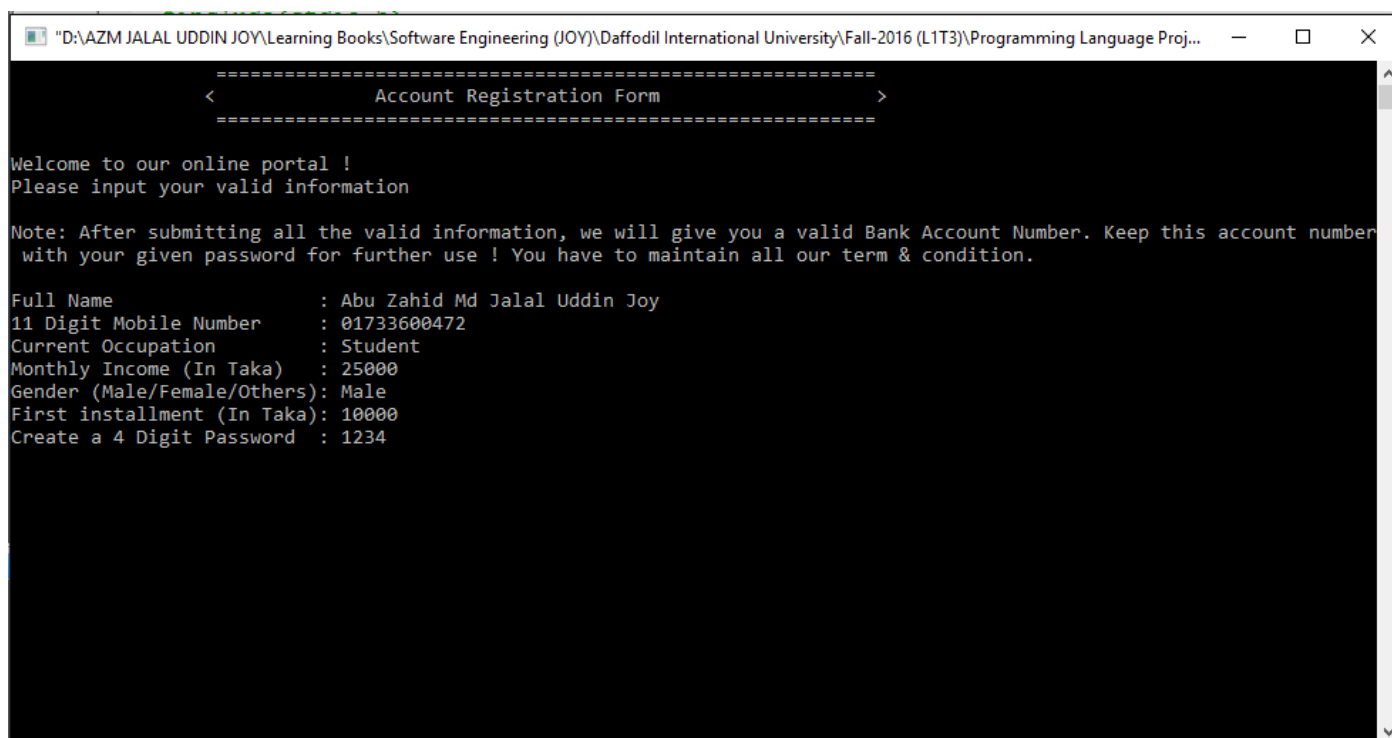 "D:\AZM JALAL UDDIN JOY\Learning Books\Software Engineering (JOY)\Daffodil International University\Fall-2016 (L1T3)\Programming Language Proj...
==========================================================
< Account Registration Form >
==========================================================
Welcome to our online portal !
Please input your valid information
Note: After submitting all the valid information, we will give you a valid Bank Account Number. Keep this account number
with your given password for further use ! You have to maintain all our term & condition.
Full Name : Abu Zahid Md Jalal Uddin Joy
11 Digit Mobile Number : 01733600472
Current Occupation : Student
Monthly Income (In Taka) : 25000
Gender (Male/Female/Others): Male
First installment (In Taka): 10000
Create a 4 Digit Password : 1234